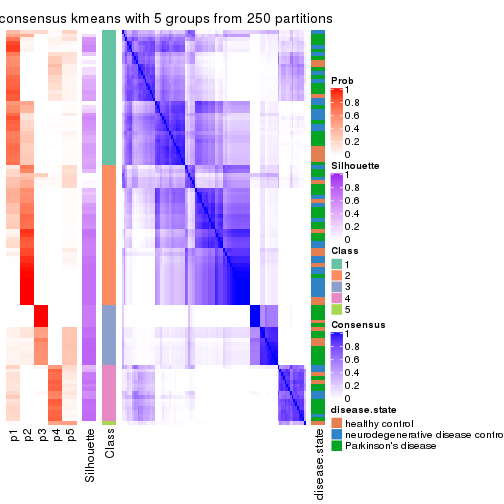 consensus kmeans with 5 groups from 250 partitions
p1
p2
p3
p4
p5
Silhouette
Class
disease.state
Prob
1
0.8
0.6
0.4
0.2
0
Silhouette
0.8
0.6
0.4
0.2
0
Class
1
2
3
4
5
Consensus
1
0.8
0.6
0.4
0.2
0
disease.state
healthy control
neurodegenerative disease contro
Parkinson's disease